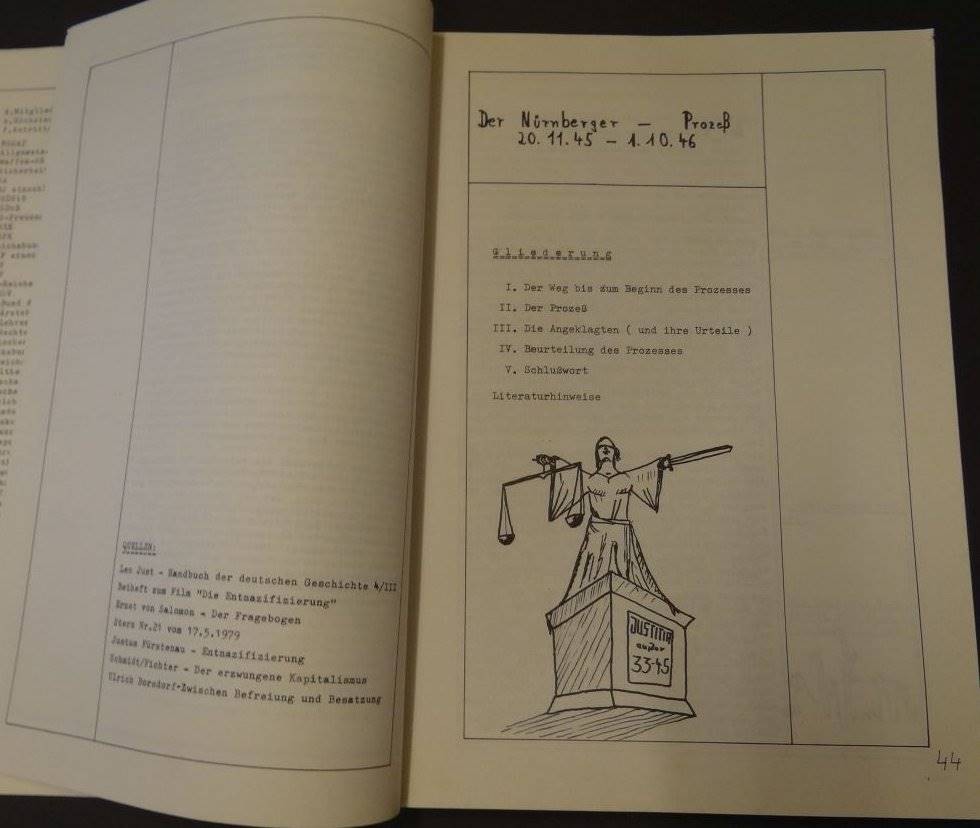 QUELLEN:
Leo Just - Handbuch der deutschen Geschichte 4/III
Beiheft zum Film "Die Entnazifizierung"
Ernst von Salomon - Der Fragebogen
Stern Nr.21 vom 17.5.1979
Justus Fürstenau - Entnazifizierung
Schmidt/Fichter - Der erzwungene Kapitalismus
Ulrich Borsdorf-Zwischen Befreiung und Besatzung
Der Nürnberger - Prozeß
20.11.45 - 1.10.46
Gliederung
I. Der Weg bis zum Beginn des Prozesses
II. Der Prozeß
III. Die Angeklagten ( und ihre Urteile )
IV. Beurteilung des Prozesses
V. Schlußwort
Literaturhinweise
JUSTITIA
außer
33-45
44